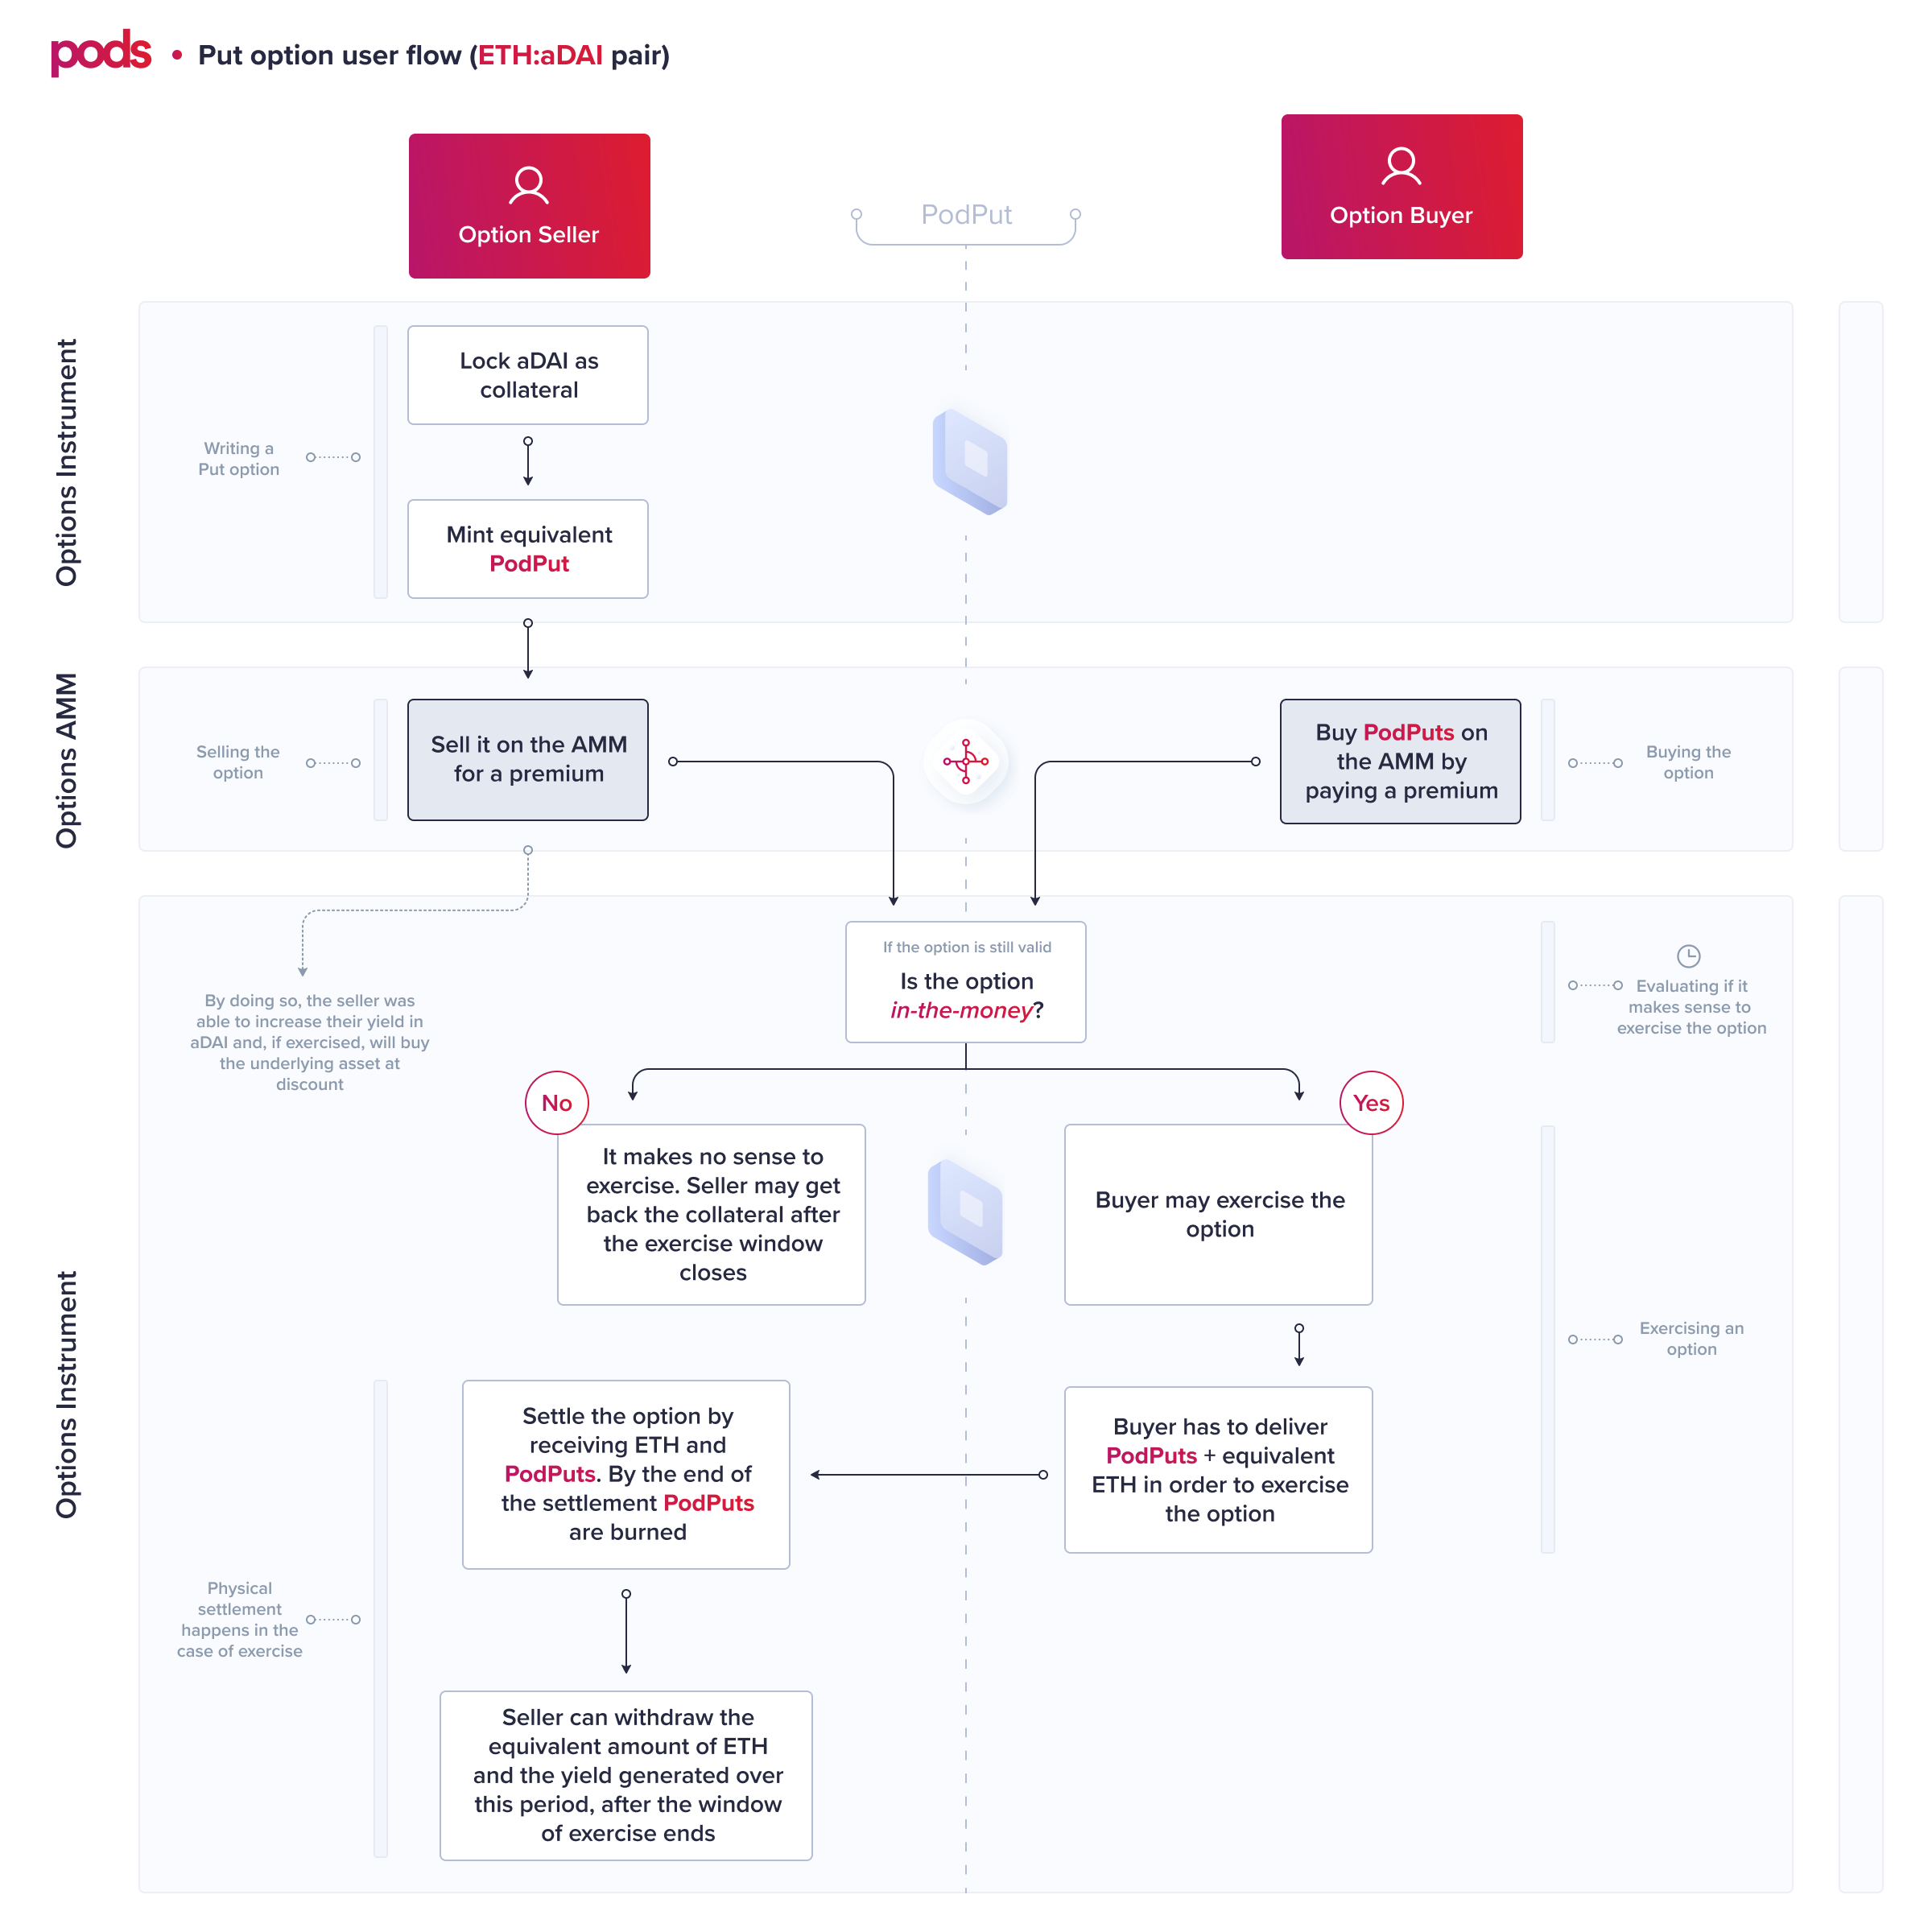 pods • Put option user flow (ETH:aDAI pair)
Option Seller
PodPut
Option Buyer
Options Instrument
Writing a
Put option
Lock aDAI as
collateral
Mint equivalent
PodPut
Options AMM
Selling the
option
Sell it on the AMM
for a premium
Buy PodPuts on
the AMM by
paying a premium
Buying the
option
Options Instrument
By doing so, the seller was
able to increase their yield in
aDAI and, if exercised, will buy
the underlying asset at
discount
If the option is still valid
Is the option
in-the-money?
Evaluating if it
makes sense to
exercise the option
No
It makes no sense to
exercise. Seller may get
back the collateral after
the exercise window
closes
Yes
Buyer may exercise the
option
Exercising an
option
Buyer has to deliver
PodPuts + equivalent
ETH in order to exercise
the option
Settle the option by
receiving ETH and
PodPuts. By the end of
the settlement PodPuts
are burned
Physical
settlement
happens in the
case of exercise
Seller can withdraw the
equivalent amount of ETH
and the yield generated over
this period, after the window
of exercise ends